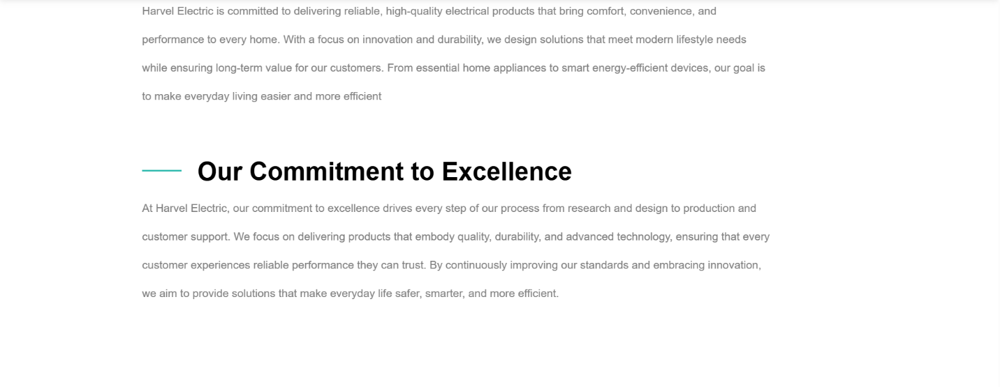 Harvel Electric is committed to delivering reliable, high-quality electrical products that bring comfort, convenience, and
performance to every home. With a focus on innovation and durability, we design solutions that meet modern lifestyle needs
while ensuring long-term value for our customers. From essential home appliances to smart energy-efficient devices, our goal is
to make everyday living easier and more efficient
Our Commitment to Excellence
At Harvel Electric, our commitment to excellence drives every step of our process from research and design to production and
customer support. We focus on delivering products that embody quality, durability, and advanced technology, ensuring that every
customer experiences reliable performance they can trust. By continuously improving our standards and embracing innovation,
we aim to provide solutions that make everyday life safer, smarter, and more efficient.